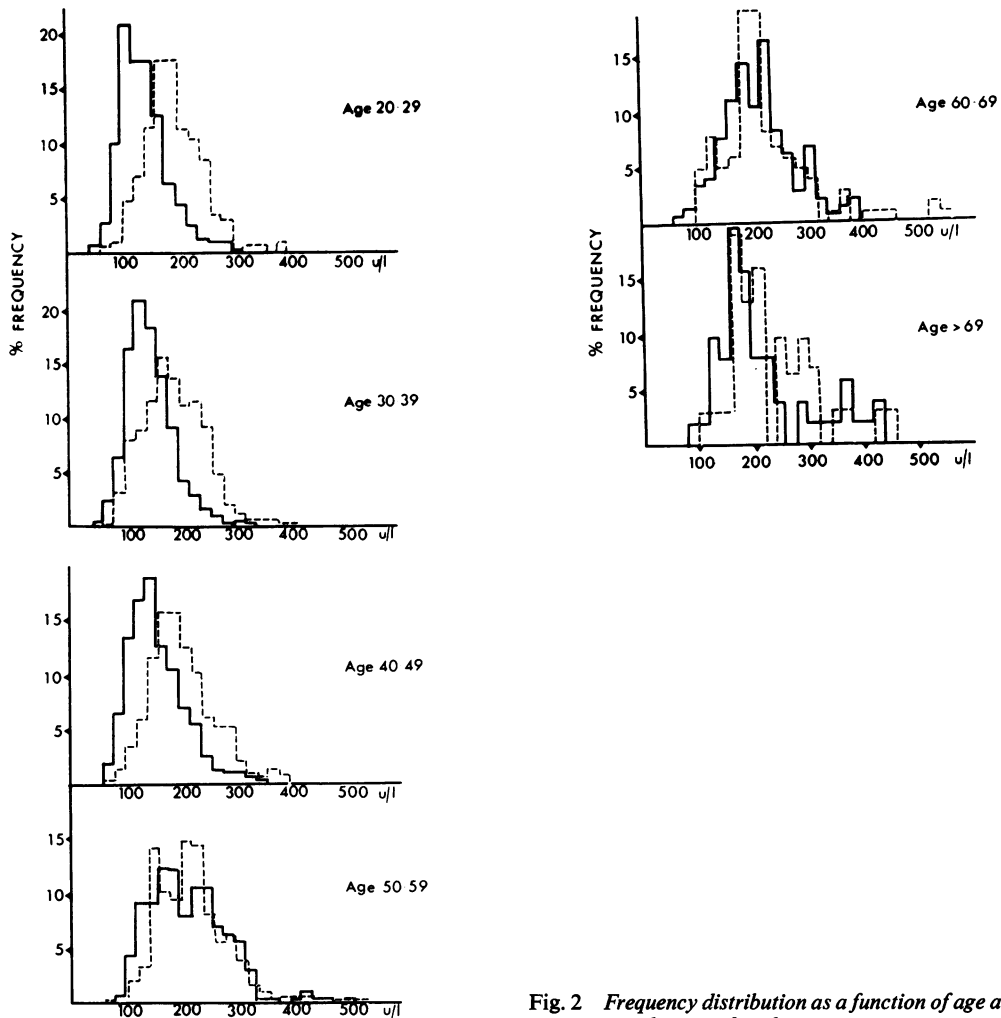 20
15
10
5
Age 20·29
100 200 300 400 500 u/l
% FREQUENCY
20
15
10
5
Age 30 39
100 200 300 400 500 u/l
15
10
5
Age 40 49
100 200 300 400 500 u/l
15
10
5
Age 50 59
100 200 300 400 500 u/l
15
10
5
Age 60·69
100 200 300 400 500 u/l
% FREQUENCY
15
10
5
Age > 69
100 200 300 400 500 u/l
Fig. 2 Frequency distribution as a function of age a